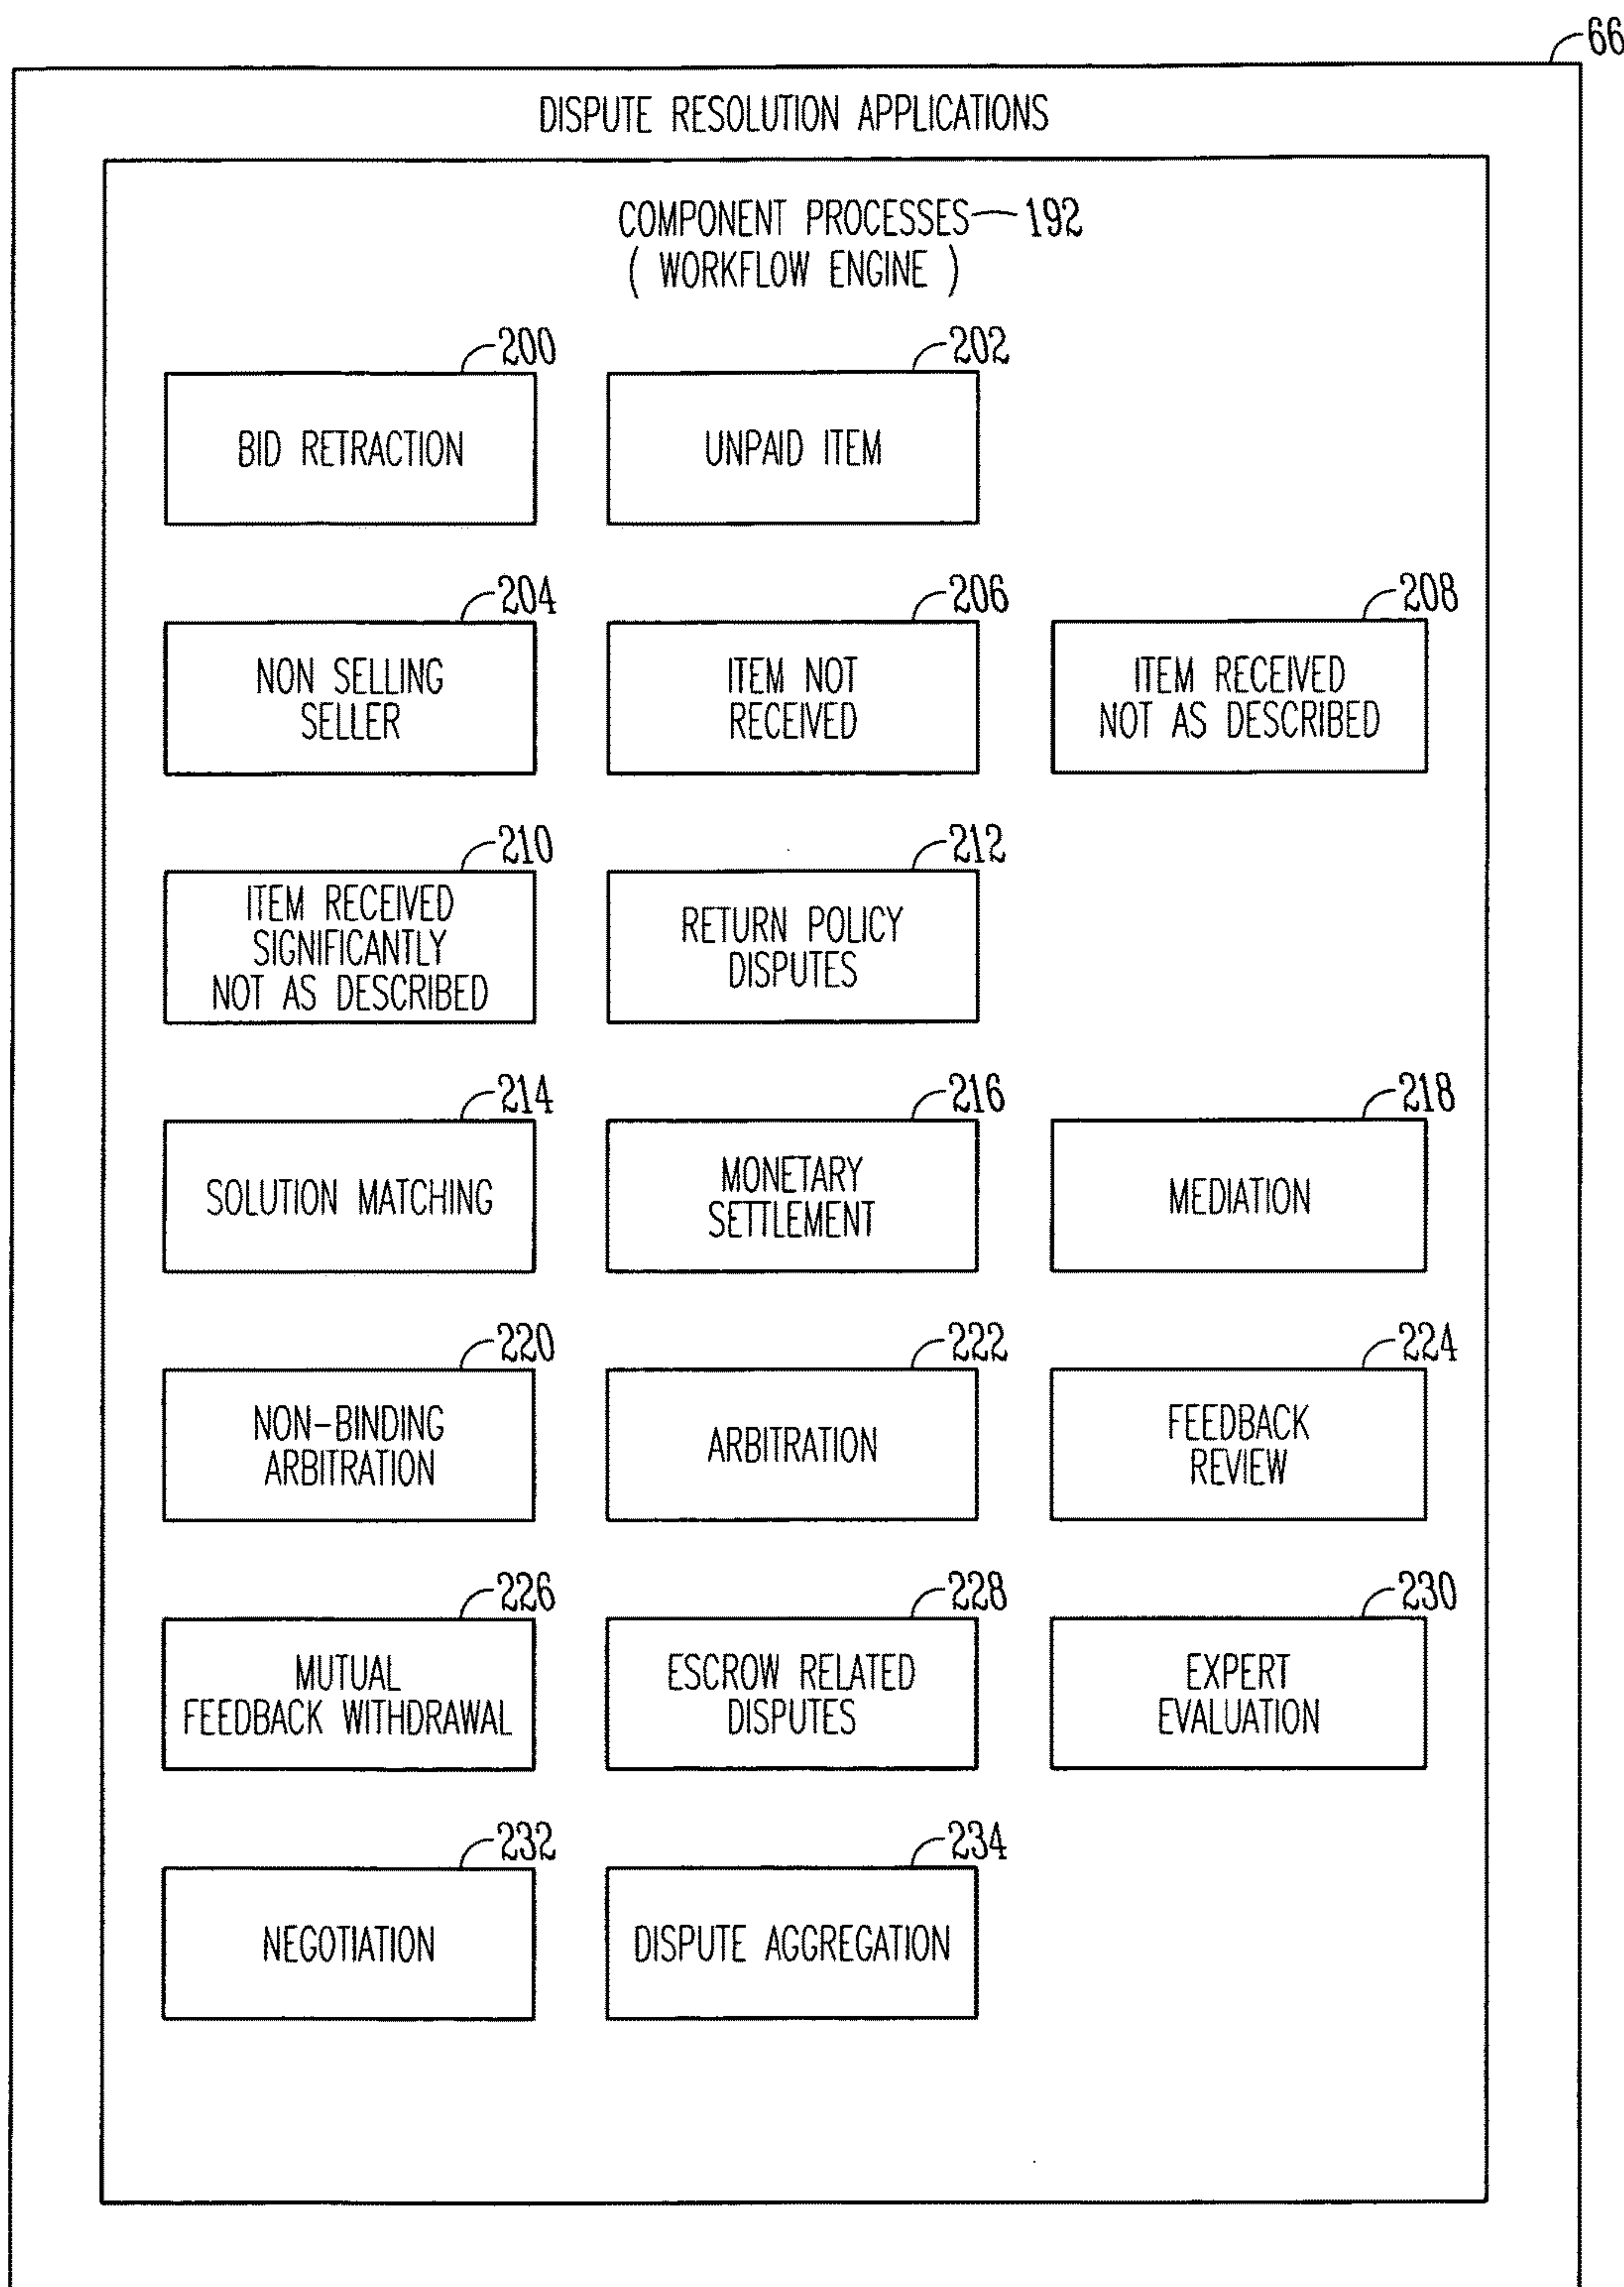 66
DISPUTE RESOLUTION APPLICATIONS
COMPONENT PROCESSES 192
( WORKFLOW ENGINE )
200
BID RETRACTION
202
UNPAID ITEM
204
NON SELLING
SELLER
206
ITEM NOT
RECEIVED
208
ITEM RECEIVED
NOT AS DESCRIBED
210
ITEM RECEIVED
SIGNIFICANTLY
NOT AS DESCRIBED
212
RETURN POLICY
DISPUTES
214
SOLUTION MATCHING
216
MONETARY
SETTLEMENT
218
MEDIATION
220
NON-BINDING
ARBITRATION
222
ARBITRATION
224
FEEDBACK
REVIEW
226
MUTUAL
FEEDBACK WITHDRAWAL
228
ESCROW RELATED
DISPUTES
230
EXPERT
EVALUATION
232
NEGOTIATION
234
DISPUTE AGGREGATION